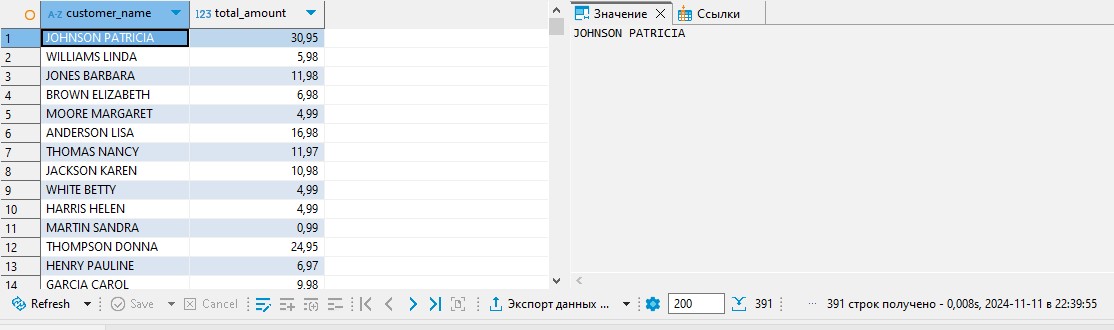 A-Z customer_name 123 total_amount
1 JOHNSON PATRICIA 30,95
2 WILLIAMS LINDA 5,98
3 JONES BARBARA 11,98
4 BROWN ELIZABETH 6,98
5 MOORE MARGARET 4,99
6 ANDERSON LISA 16,98
7 THOMAS NANCY 11,97
8 JACKSON KAREN 10,98
9 WHITE BETTY 4,99
10 HARRIS HELEN 4,99
11 MARTIN SANDRA 0,99
12 THOMPSON DONNA 24,95
13 HENRY PAULINE 6,97
14 GARCIA CAROL 9,98
Значение Ссылки
JOHNSON PATRICIA
Refresh Save Cancel Экспорт данных ... 200 391 ... 391 строк получено - 0,008s, 2024-11-11 в 22:39:55